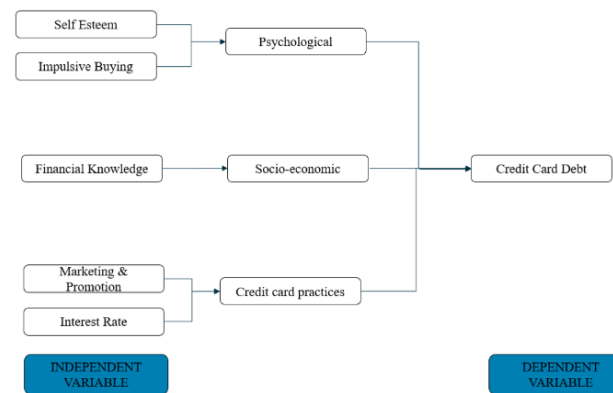 Self Esteem
Psychological
Impulsive Buying
Financial Knowledge
Socio-economic
Credit Card Debt
Marketing &
Promotion
Credit card practices
Interest Rate
INDEPENDENT
VARIABLE
DEPENDENT
VARIABLE